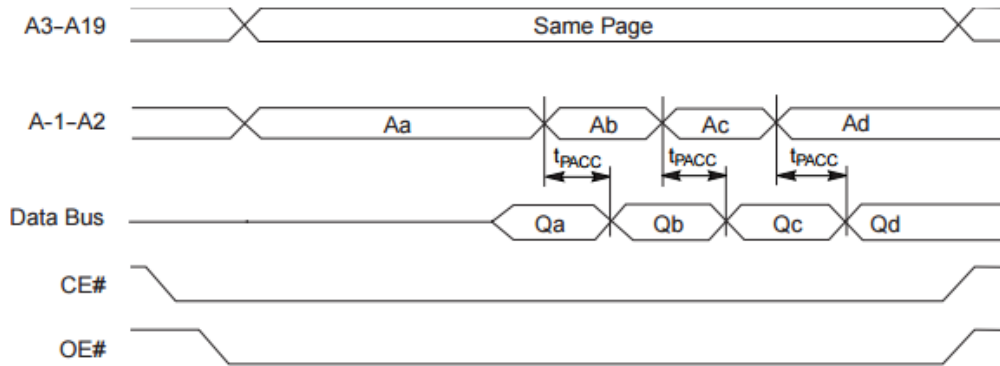 A3–A19 Same Page
A-1–A2 Aa Ab Ac Ad
tPACC tPACC tPACC
Data Bus Qa Qb Qc Qd
CE#
OE#